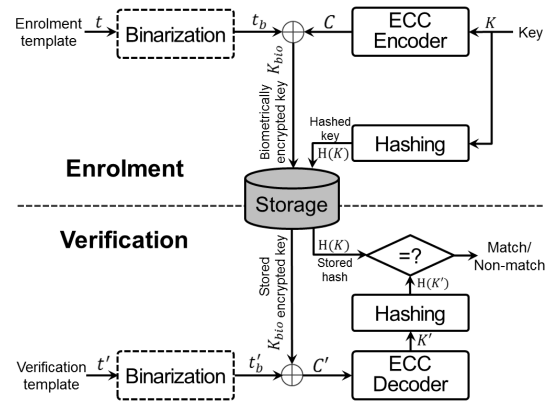 Enrolment
template
t
Binarization
t_b
C
ECC
Encoder
K
Key
Biometrically
encrypted key
K_bio
Hashed
key
H(K)
Hashing
Enrolment
Storage
Verification
Stored
K_bio encrypted key
H(K)
Stored
hash
=?
Match/
Non-match
H(K′)
Hashing
K′
Verification
template
t′
Binarization
t′_b
C′
ECC
Decoder